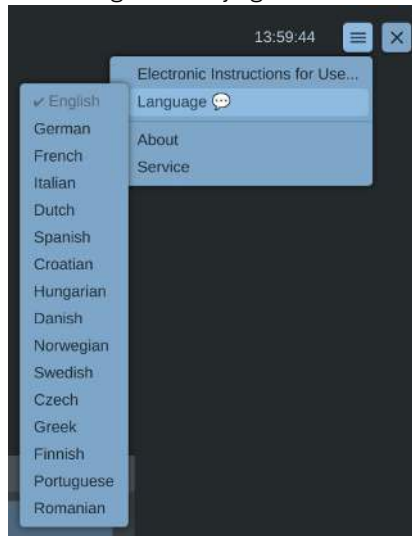 13:59:44
Electronic Instructions for Use...
Language 💬
About
Service
✔ English
German
French
Italian
Dutch
Spanish
Croatian
Hungarian
Danish
Norwegian
Swedish
Czech
Greek
Finnish
Portuguese
Romanian